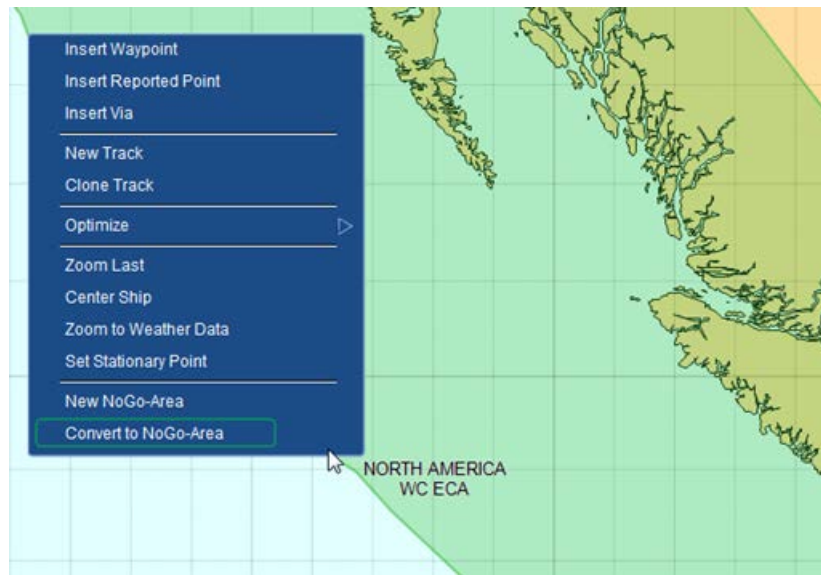 Insert Waypoint
Insert Reported Point
Insert Via
New Track
Clone Track
Optimize
Zoom Last
Center Ship
Zoom to Weather Data
Set Stationary Point
New NoGo-Area
Convert to NoGo-Area
NORTH AMERICA
WC ECA